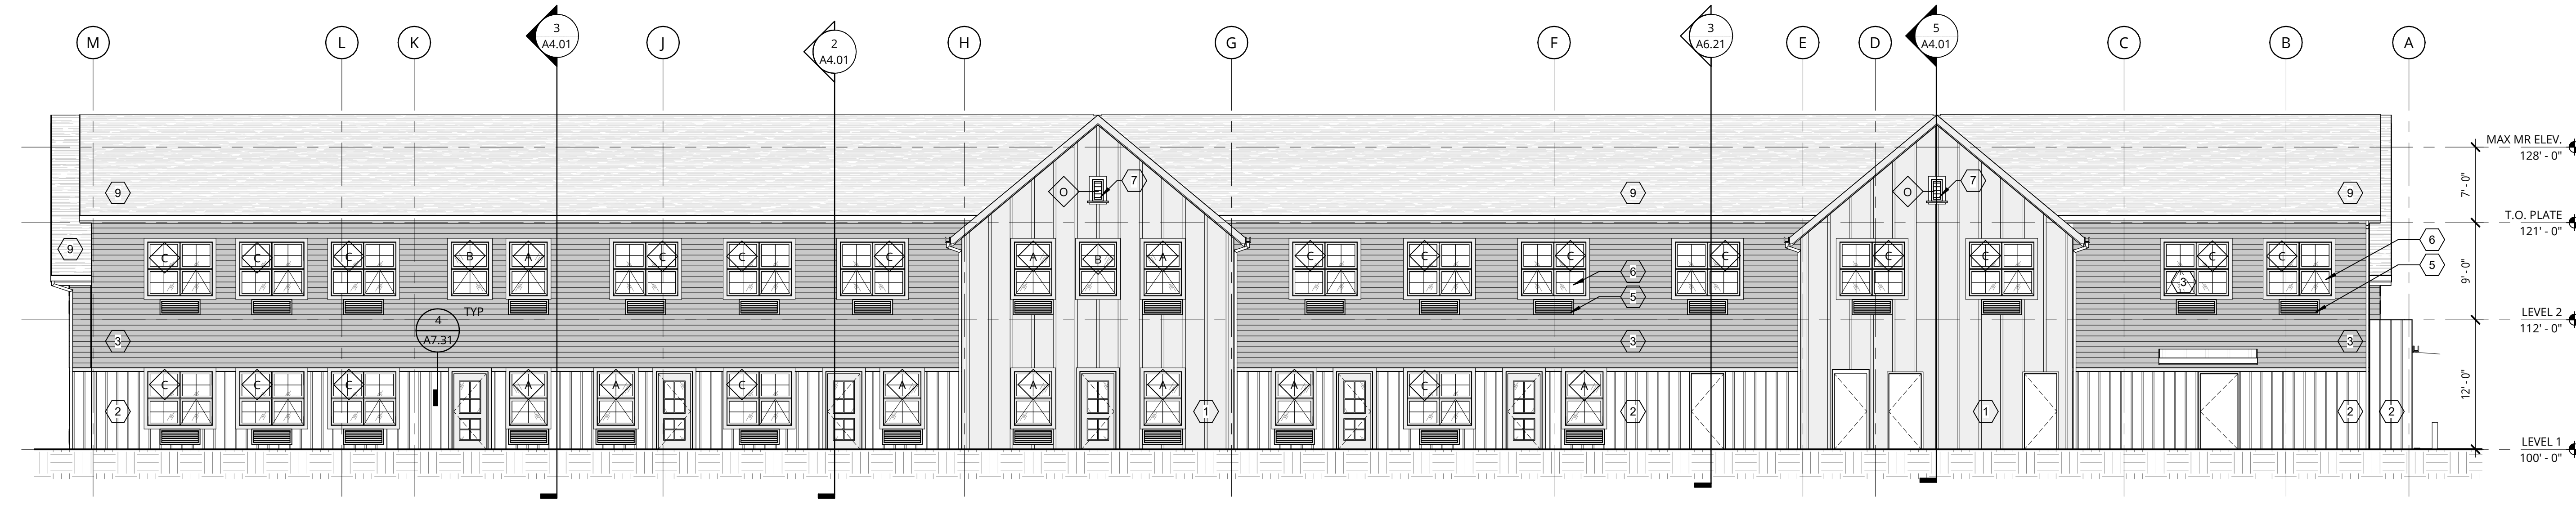 M L K 3 J 2 H G F 3 E D 5 C B A
A4.01 A4.01 A6.21 A4.01
MAX MR ELEV.
128' - 0"
7' - 0"
O 7 O 7
9 9 9
T.O. PLATE
121' - 0"
9
C C C B A C C C A B A C C C C C C 3 C C
6 6
5 5
9' - 0"
4 TYP
A7.31
LEVEL 2
112' - 0"
3 3 3
C C C A A C A A A A C A
12' - 0"
2 1 2 1 2 2
LEVEL 1
100' - 0"